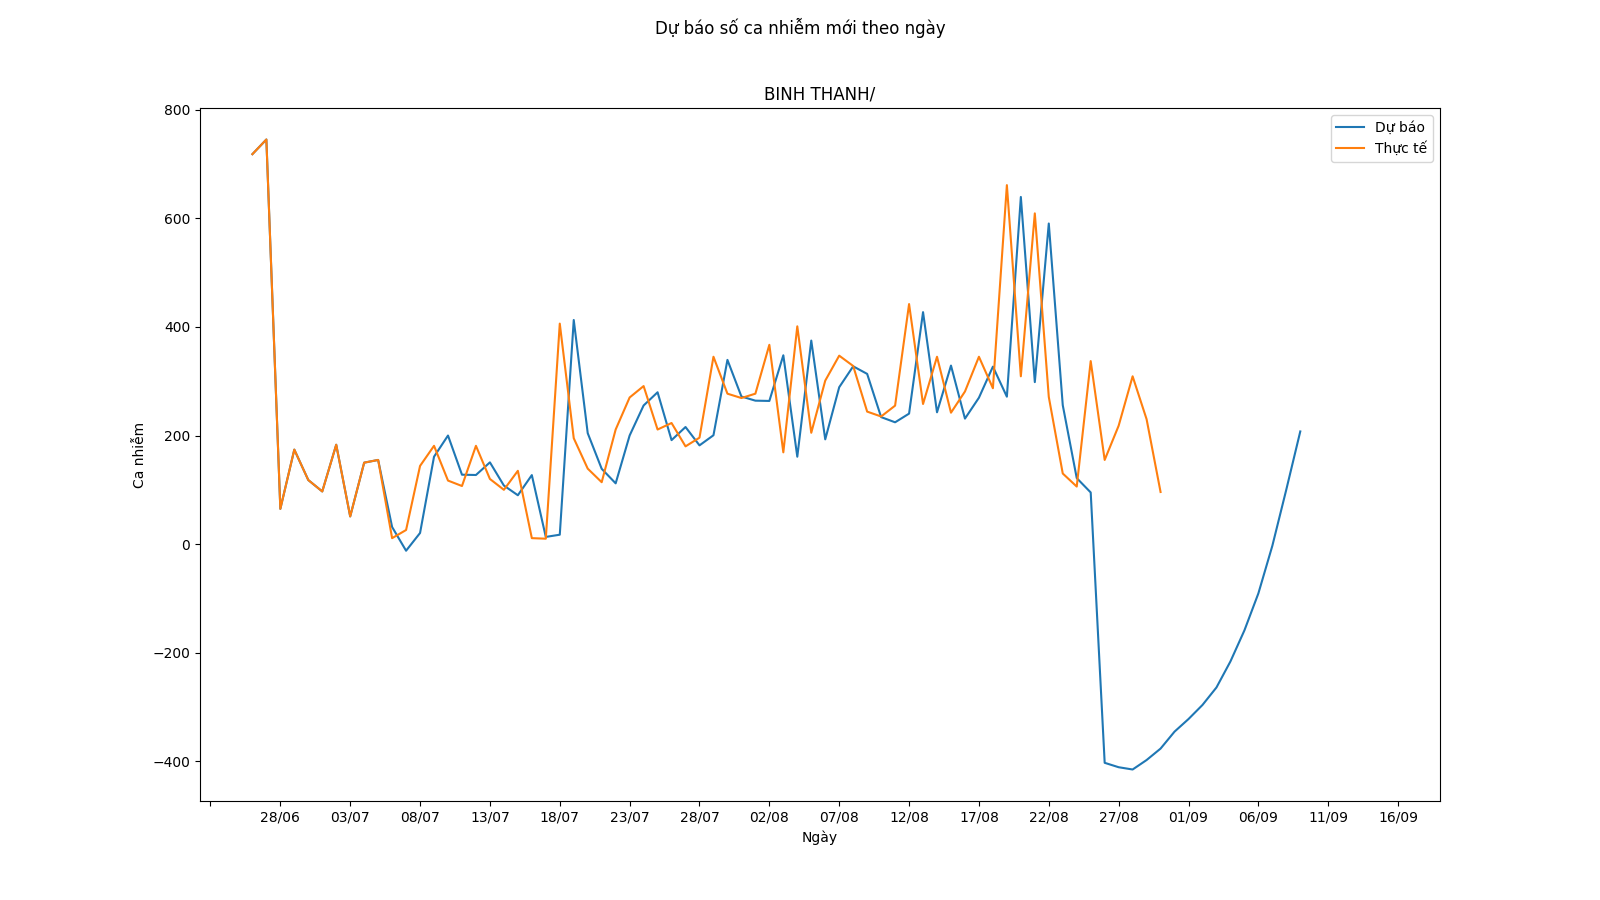 Dự báo số ca nhiễm mới theo ngày
BINH THANH/
Dự báo
Thực tế
800
600
400
200
0
−200
−400
Ca nhiễm
28/06 03/07 08/07 13/07 18/07 23/07 28/07 02/08 07/08 12/08 17/08 22/08 27/08 01/09 06/09 11/09 16/09
Ngày